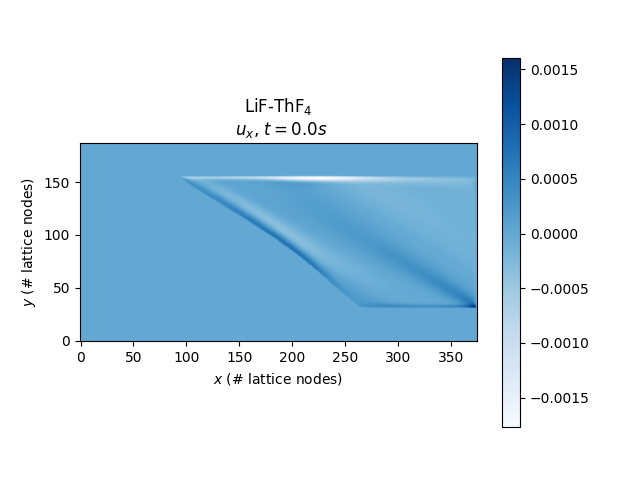 LiF-ThF₄
uₓ, t = 0.0s
y (# lattice nodes)
150
100
50
0
0 50 100 150 200 250 300 350
x (# lattice nodes)
0.0015
0.0010
0.0005
0.0000
−0.0005
−0.0010
−0.0015